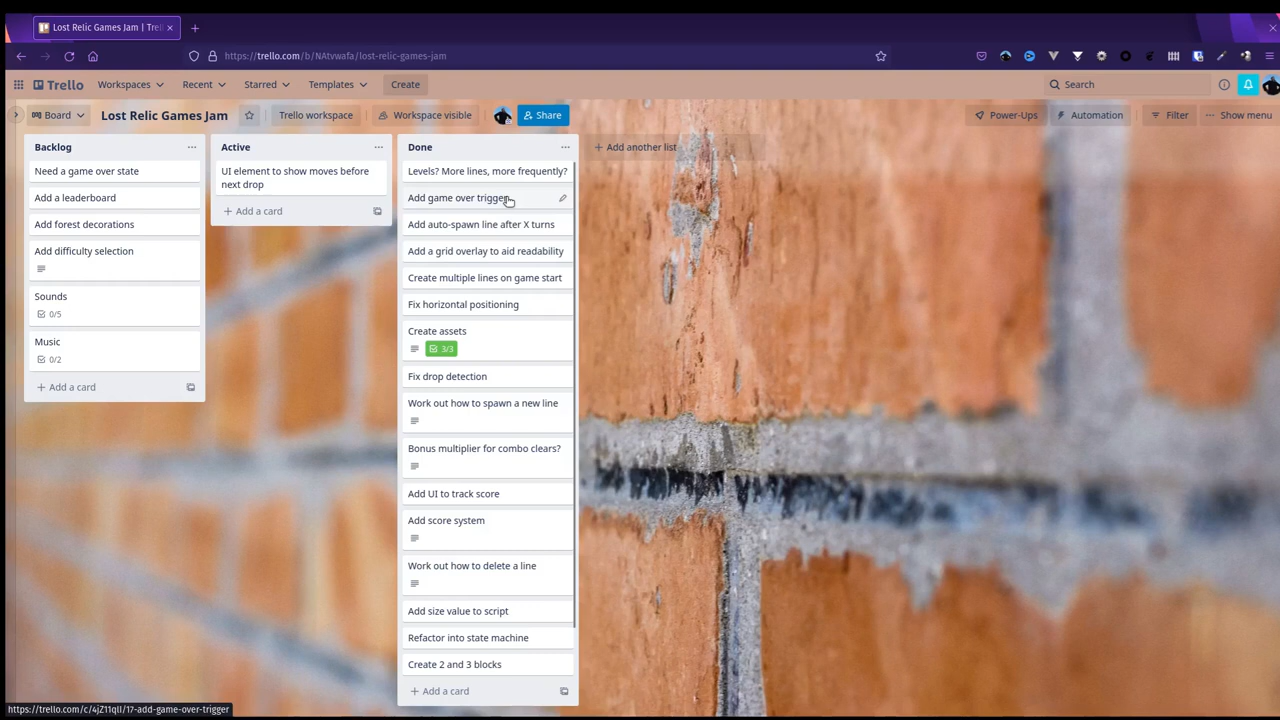 Lost Relic Games Jam | Trell
https://trello.com/b/NAtvwafa/lost-relic-games-jam
Trello
Workspaces
Recent
Starred
Templates
Create
Search
Board
Lost Relic Games Jam
Trello workspace
Workspace visible
Share
Power-Ups
Automation
Filter
Show menu
Backlog
Need a game over state
Add a leaderboard
Add forest decorations
Add difficulty selection
Sounds
0/5
Music
0/2
+ Add a card
Active
UI element to show moves before
next drop
+ Add a card
Done
Levels? More lines, more frequently?
Add game over trigger
Add auto-spawn line after X turns
Add a grid overlay to aid readability
Create multiple lines on game start
Fix horizontal positioning
Create assets
3/3
Fix drop detection
Work out how to spawn a new line
Bonus multiplier for combo clears?
Add UI to track score
Add score system
Work out how to delete a line
Add size value to script
Refactor into state machine
Create 2 and 3 blocks
+ Add a card
+ Add another list
https://trello.com/c/4jZ11qlI/17-add-game-over-trigger